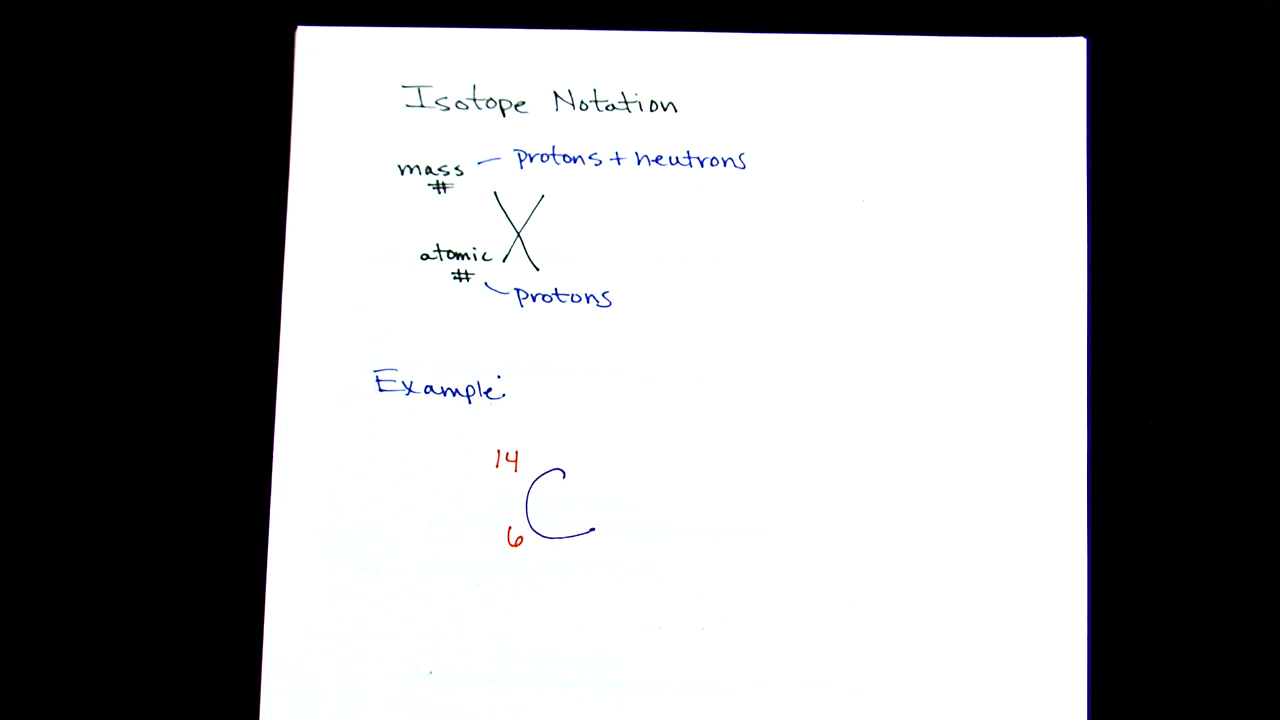 Isotope Notation
mass – protons + neutrons
#
X
atomic
#
protons
Example:
14
C
6